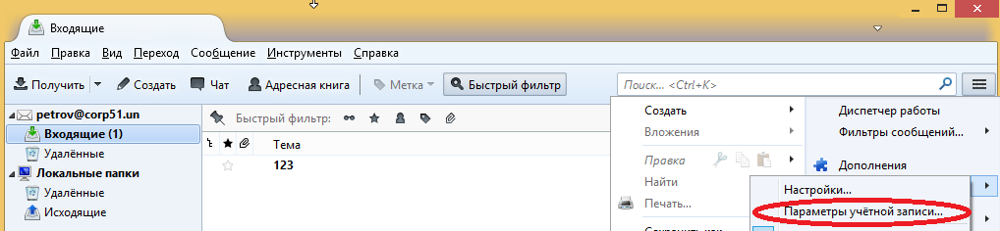 Входящие
Файл Правка Вид Переход Сообщение Инструменты Справка
Получить Создать Чат Адресная книга Метка Быстрый фильтр Поиск... <Ctrl+K>
petrov@corp51.un
Входящие (1)
Удалённые
Локальные папки
Удалённые
Исходящие
Быстрый фильтр:
Тема
123
Создать
Вложения
Правка
Найти
Печать...
Сохранить как
Диспетчер работы
Фильтры сообщений...
Дополнения
Настройки...
Параметры учётной записи...